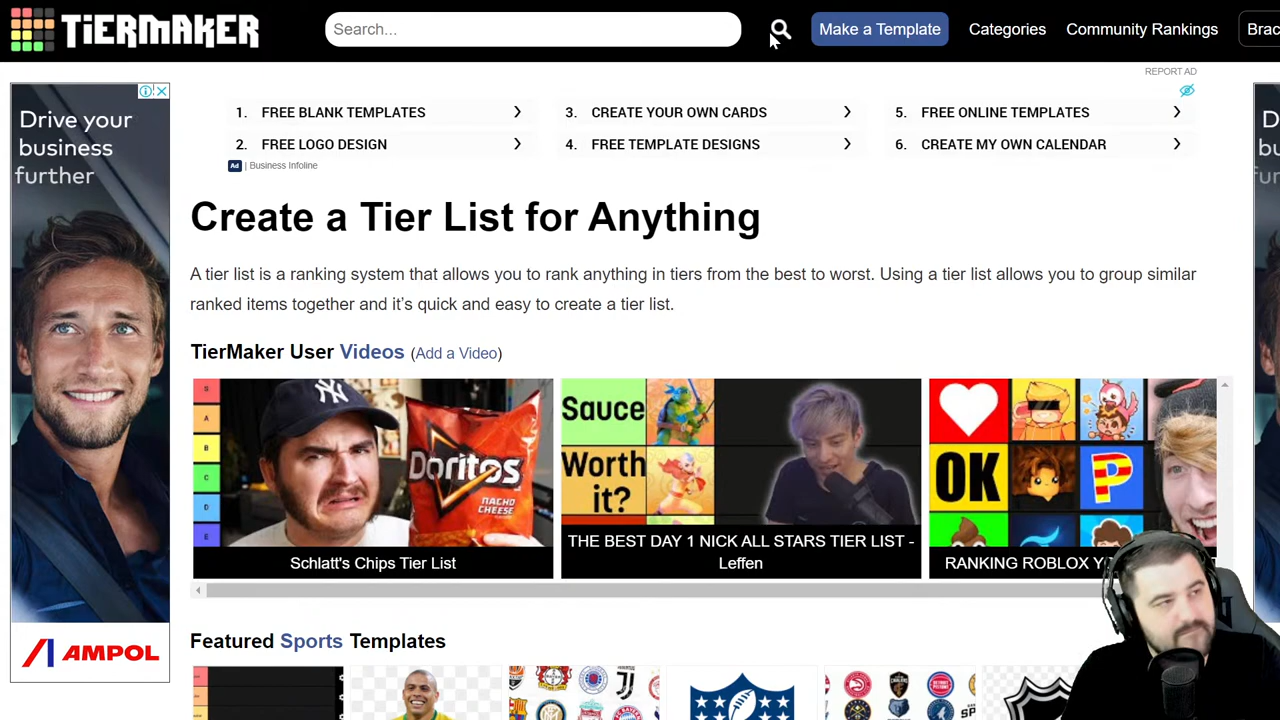 TiERMAKER
Search...
Make a Template
Categories
Community Rankings
Brac
REPORT AD
Drive your
business
further
AMPOL
1. FREE BLANK TEMPLATES
3. CREATE YOUR OWN CARDS
5. FREE ONLINE TEMPLATES
2. FREE LOGO DESIGN
4. FREE TEMPLATE DESIGNS
6. CREATE MY OWN CALENDAR
Ad | Business Infoline
Create a Tier List for Anything
A tier list is a ranking system that allows you to rank anything in tiers from the best to worst. Using a tier list allows you to group similar
ranked items together and it's quick and easy to create a tier list.
TierMaker User Videos (Add a Video)
S
A
B
C
D
E
Doritos
NACHO
CHEESE
Schlatt's Chips Tier List
Sauce
Worth
it?
THE BEST DAY 1 NICK ALL STARS TIER LIST -
Leffen
OK
P
RANKING ROBLOX
Featured Sports Templates